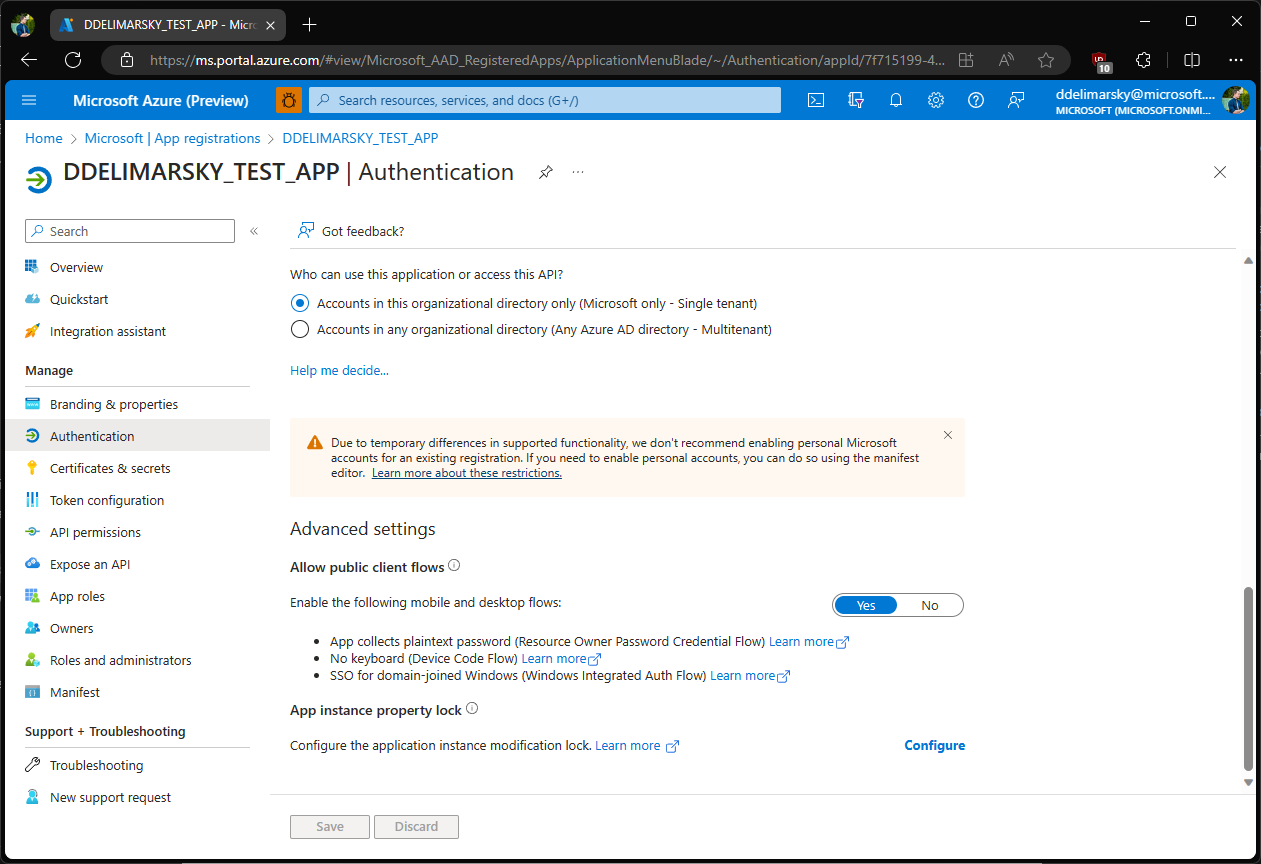 DDELIMARSKY_TEST_APP - Micr
https://ms.portal.azure.com/#view/Microsoft_AAD_RegisteredApps/ApplicationMenuBlade/~/Authentication/appId/7f715199-4...
10
Microsoft Azure (Preview)
Search resources, services, and docs (G+/)
ddelimarsky@microsoft....
MICROSOFT (MICROSOFT.ONMI...
Home > Microsoft | App registrations > DDELIMARSKY_TEST_APP
DDELIMARSKY_TEST_APP | Authentication
Search
Got feedback?
Overview
Quickstart
Integration assistant
Manage
Branding & properties
Authentication
Certificates & secrets
Token configuration
API permissions
Expose an API
App roles
Owners
Roles and administrators
Manifest
Support + Troubleshooting
Troubleshooting
New support request
Who can use this application or access this API?
Accounts in this organizational directory only (Microsoft only - Single tenant)
Accounts in any organizational directory (Any Azure AD directory - Multitenant)
Help me decide...
Due to temporary differences in supported functionality, we don't recommend enabling personal Microsoft
accounts for an existing registration. If you need to enable personal accounts, you can do so using the manifest
editor. Learn more about these restrictions.
Advanced settings
Allow public client flows
Enable the following mobile and desktop flows:
Yes No
• App collects plaintext password (Resource Owner Password Credential Flow) Learn more
• No keyboard (Device Code Flow) Learn more
• SSO for domain-joined Windows (Windows Integrated Auth Flow) Learn more
App instance property lock
Configure the application instance modification lock. Learn more
Configure
Save Discard